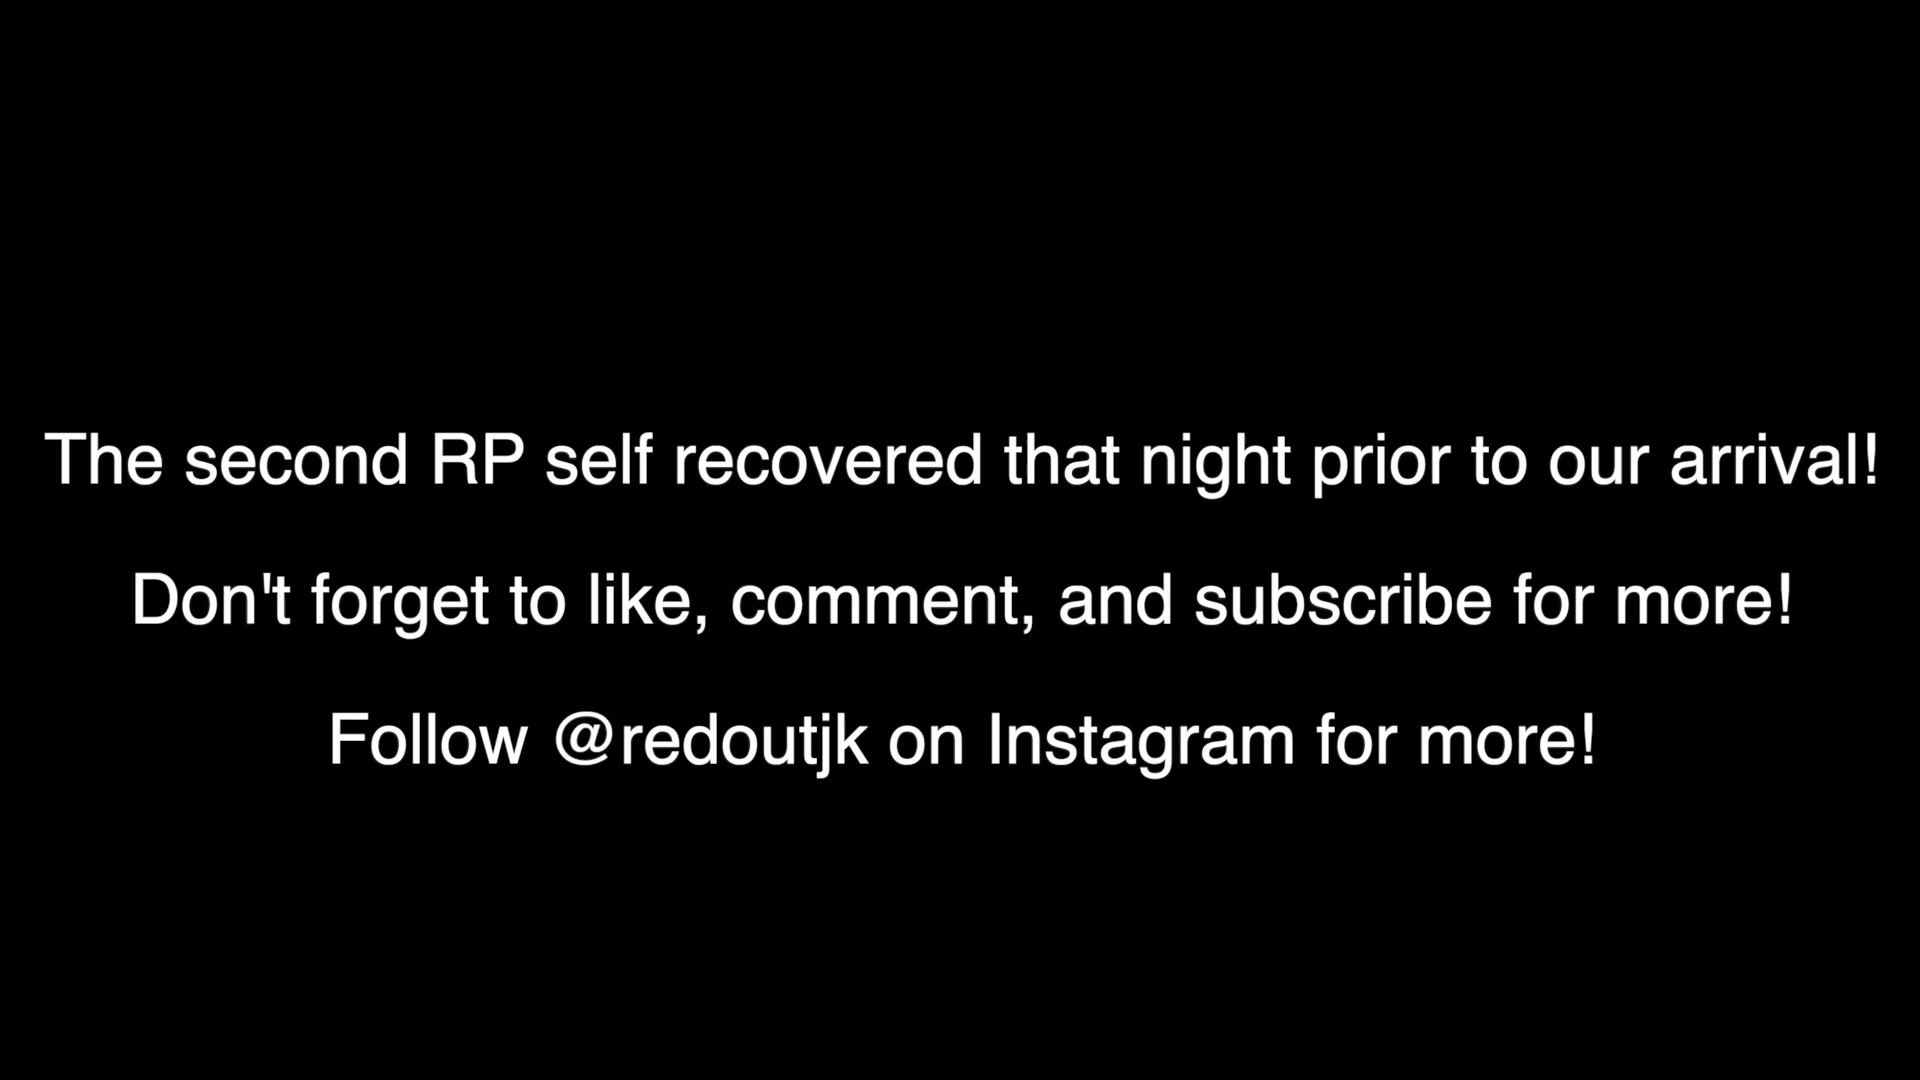 The second RP self recovered that night prior to our arrival!
Don't forget to like, comment, and subscribe for more!
Follow @redoutjk on Instagram for more!